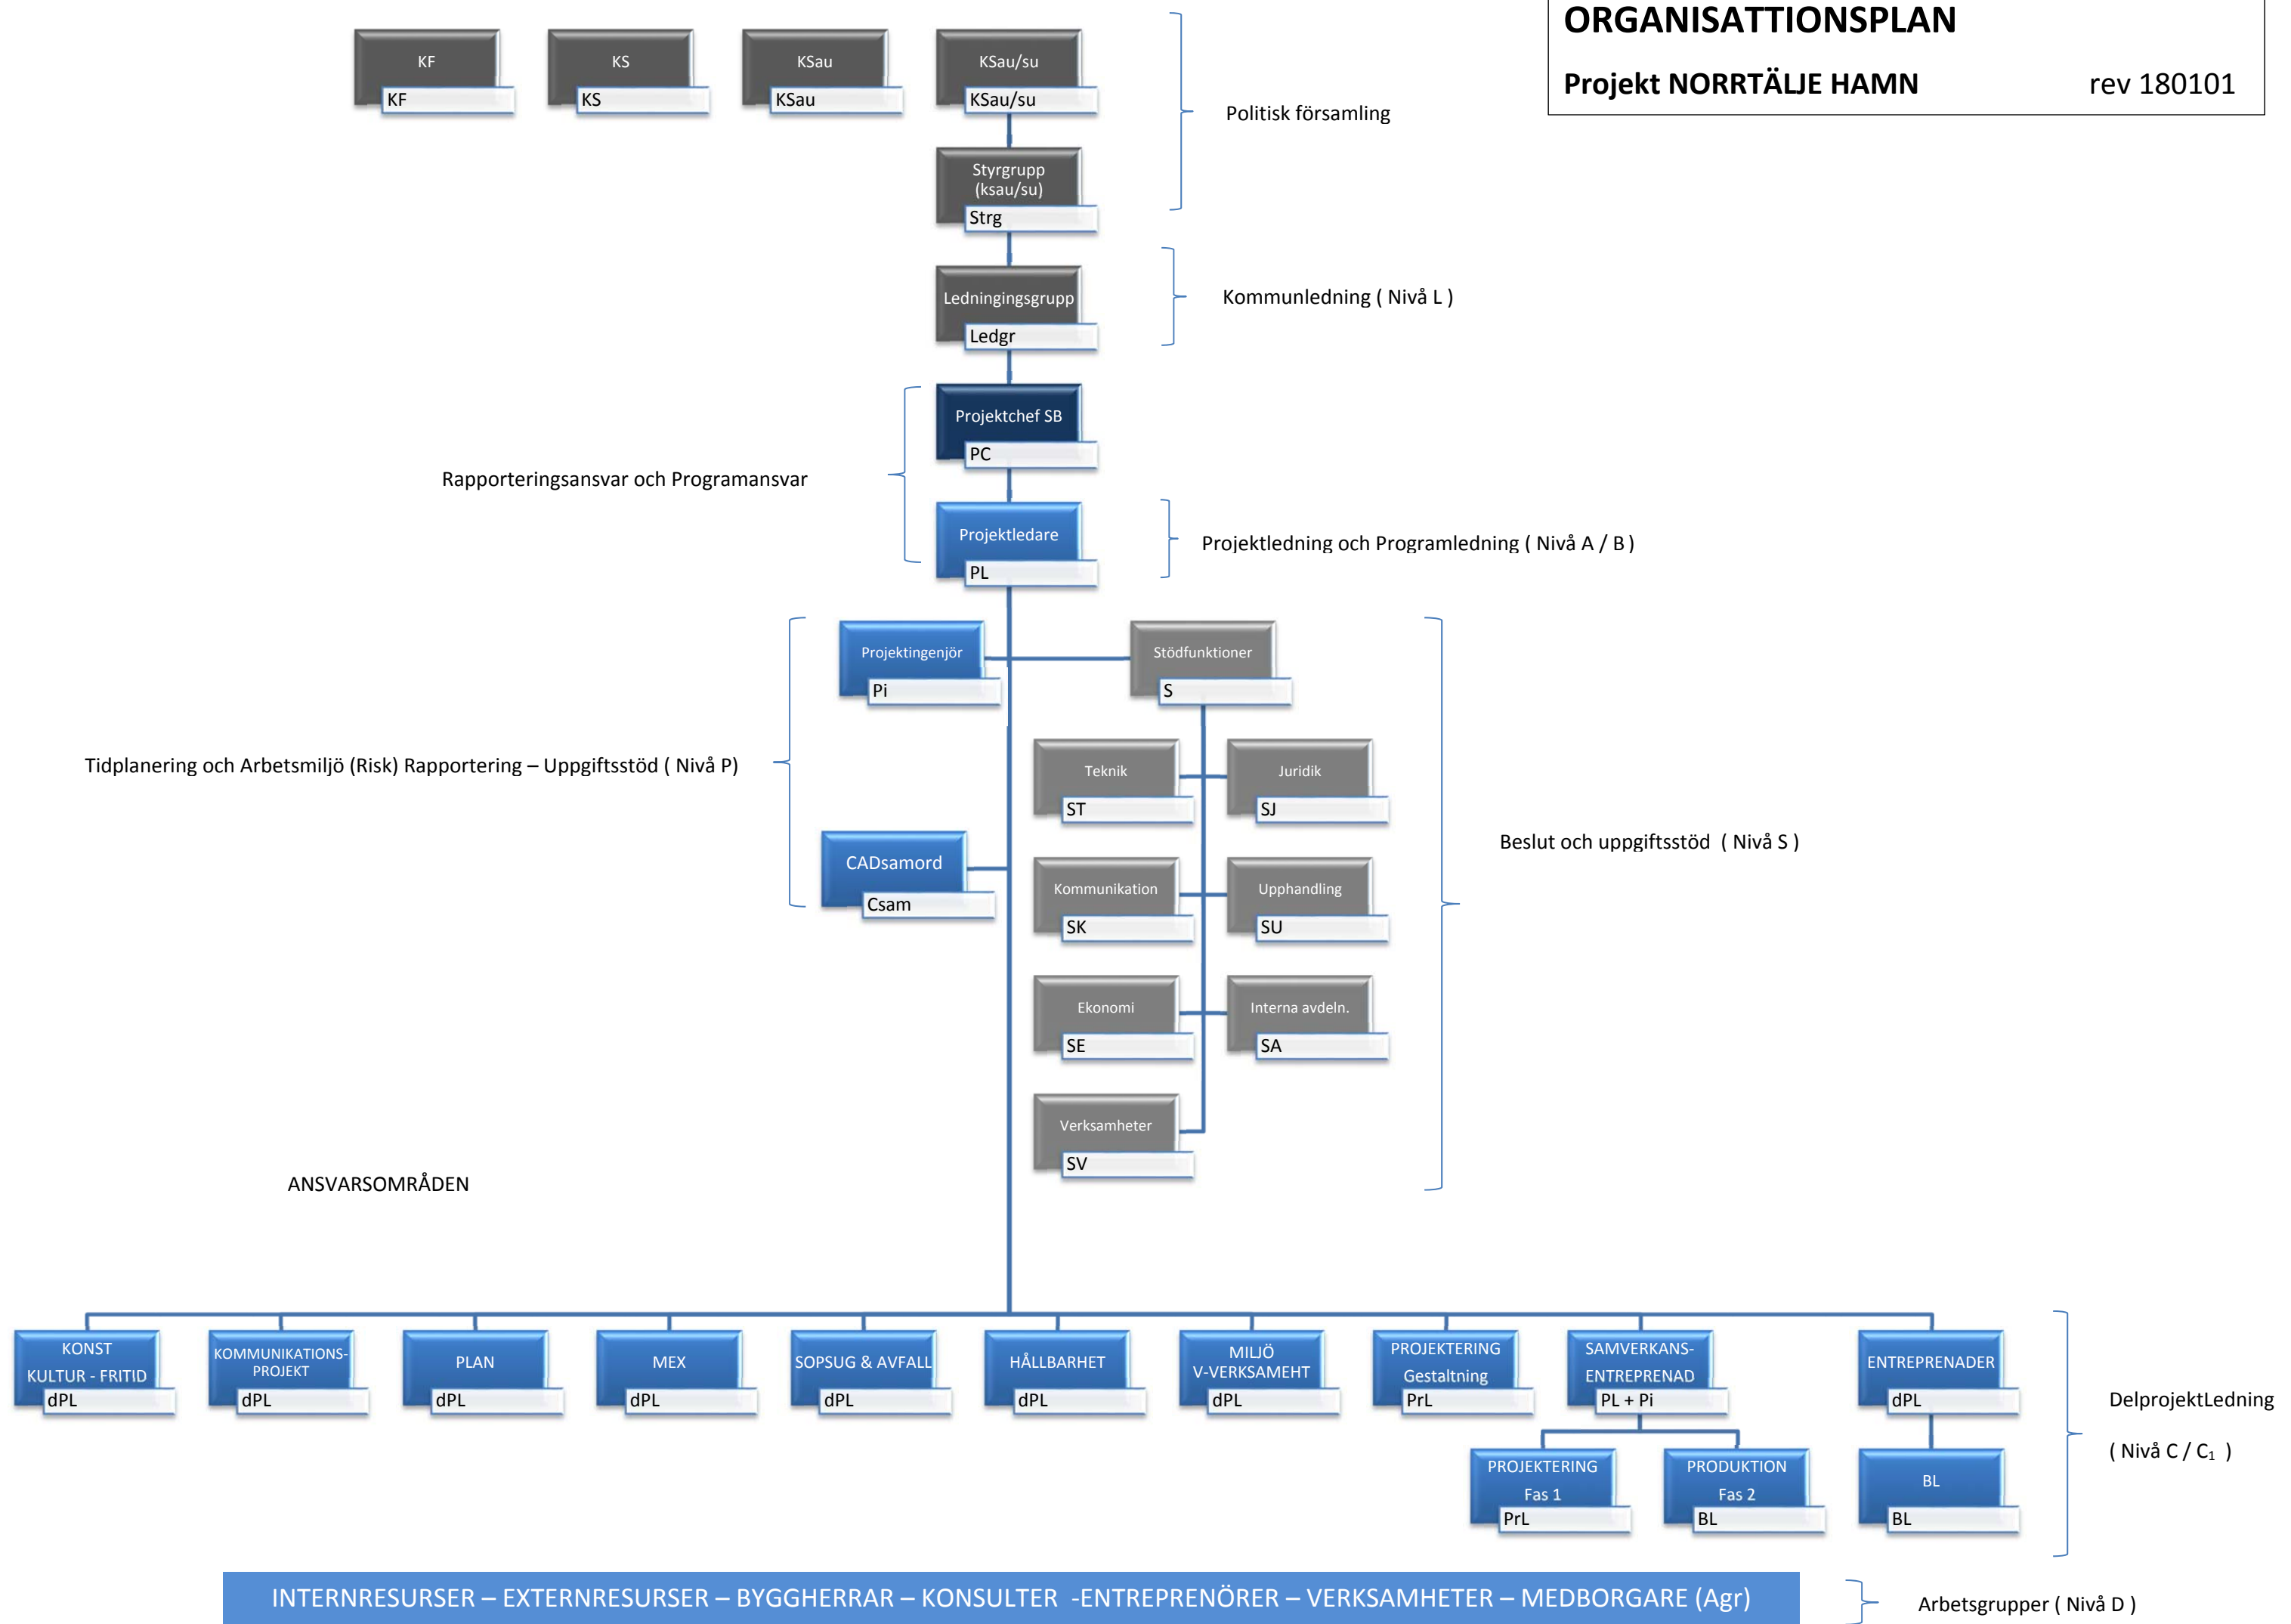 ORGANISATTIONSPLAN
Projekt NORRTÄLJE HAMN rev 180101
KF
KF
KS
KS
KSau
KSau
KSau/su
KSau/su
Politisk församling
Styrgrupp
(ksau/su)
Strg
Ledningingsgrupp
Ledgr
Kommunledning ( Nivå L )
Projektchef SB
PC
Rapporteringsansvar och Programansvar
Projektledare
PL
Projektledning och Programledning ( Nivå A / B )
Projektingenjör
Pi
Stödfunktioner
S
Tidplanering och Arbetsmiljö (Risk) Rapportering – Uppgiftsstöd ( Nivå P)
Teknik
ST
Juridik
SJ
CADsamord
Csam
Beslut och uppgiftsstöd ( Nivå S )
Kommunikation
SK
Upphandling
SU
Ekonomi
SE
Interna avdeln.
SA
Verksamheter
SV
ANSVARSOMRÅDEN
KONST
KULTUR - FRITID
dPL
KOMMUNIKATIONS-
PROJEKT
dPL
PLAN
dPL
MEX
dPL
SOPSUG & AVFALL
dPL
HÅLLBARHET
dPL
MILJÖ
V-VERKSAMEHT
dPL
PROJEKTERING
Gestaltning
PrL
SAMVERKANS-
ENTREPRENAD
PL + Pi
ENTREPRENADER
dPL
PROJEKTERING
Fas 1
PrL
PRODUKTION
Fas 2
BL
BL
BL
DelprojektLedning
( Nivå C / C₁ )
INTERNRESURSER – EXTERNRESURSER – BYGGHERRAR – KONSULTER -ENTREPRENÖRER – VERKSAMHETER – MEDBORGARE (Agr)
Arbetsgrupper ( Nivå D )